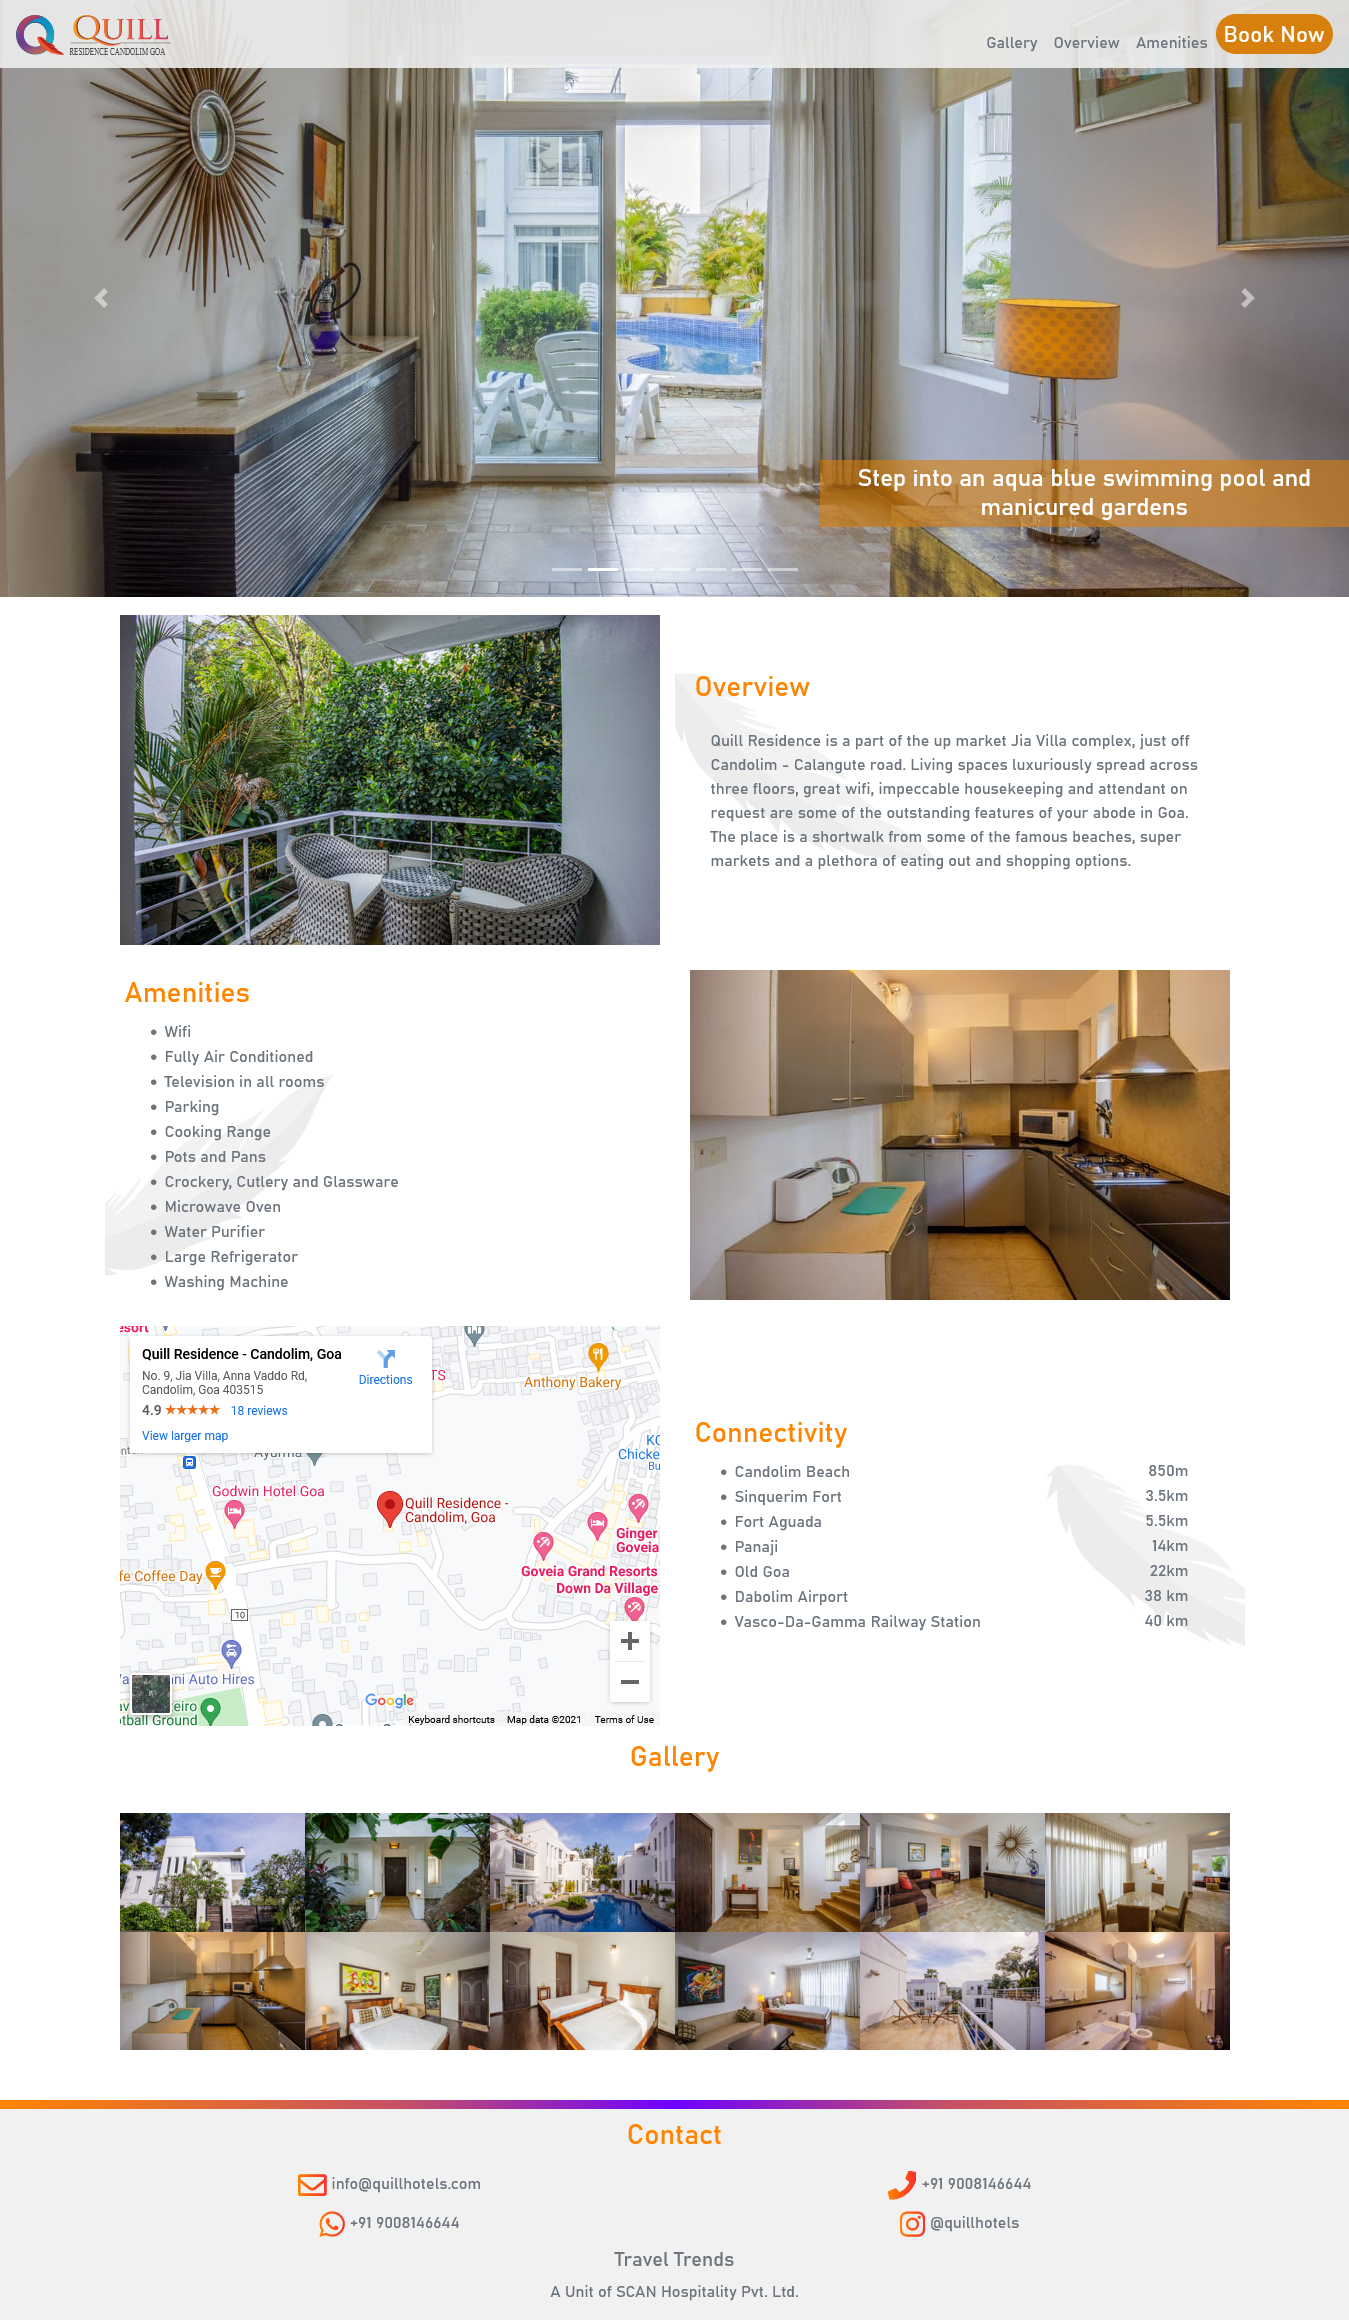 QUILL
RESIDENCE CANDOLIM GOA
Gallery Overview Amenities Book Now
Step into an aqua blue swimming pool and
manicured gardens
Overview
Quill Residence is a part of the up market Jia Villa complex, just off
Candolim - Calangute road. Living spaces luxuriously spread across
three floors, great wifi, impeccable housekeeping and attendant on
request are some of the outstanding features of your abode in Goa.
The place is a shortwalk from some of the famous beaches, super
markets and a plethora of eating out and shopping options.
Amenities
• Wifi
• Fully Air Conditioned
• Television in all rooms
• Parking
• Cooking Range
• Pots and Pans
• Crockery, Cutlery and Glassware
• Microwave Oven
• Water Purifier
• Large Refrigerator
• Washing Machine
esort
Quill Residence - Candolim, Goa
No. 9, Jia Villa, Anna Vaddo Rd,
Candolim, Goa 403515
4.9 ★★★★★ 18 reviews
View larger map
Directions
TS
Anthony Bakery
KC
Chicke
Bu
Godwin Hotel Goa
Quill Residence -
Candolim, Goa
Ginger
Goveia
Goveia Grand Resorts
Down Da Village
fe Coffee Day
10
ni Auto Hires
eiro
otball Ground
Google
Keyboard shortcuts Map data ©2021 Terms of Use
Connectivity
• Candolim Beach 850m
• Sinquerim Fort 3.5km
• Fort Aguada 5.5km
• Panaji 14km
• Old Goa 22km
• Dabolim Airport 38 km
• Vasco-Da-Gamma Railway Station 40 km
Gallery
Contact
info@quillhotels.com
+91 9008146644
+91 9008146644
@quillhotels
Travel Trends
A Unit of SCAN Hospitality Pvt. Ltd.